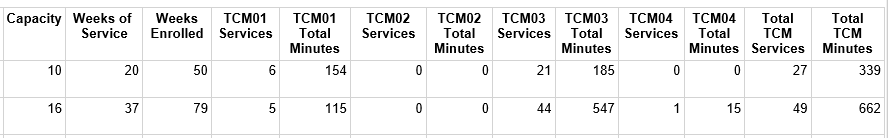 Capacity Weeks of Service Weeks Enrolled TCM01 Services TCM01 Total Minutes TCM02 Services TCM02 Total Minutes TCM03 Services TCM03 Total Minutes TCM04 Services TCM04 Total Minutes Total TCM Services Total TCM Minutes
10 20 50 6 154 0 0 21 185 0 0 27 339
16 37 79 5 115 0 0 44 547 1 15 49 662